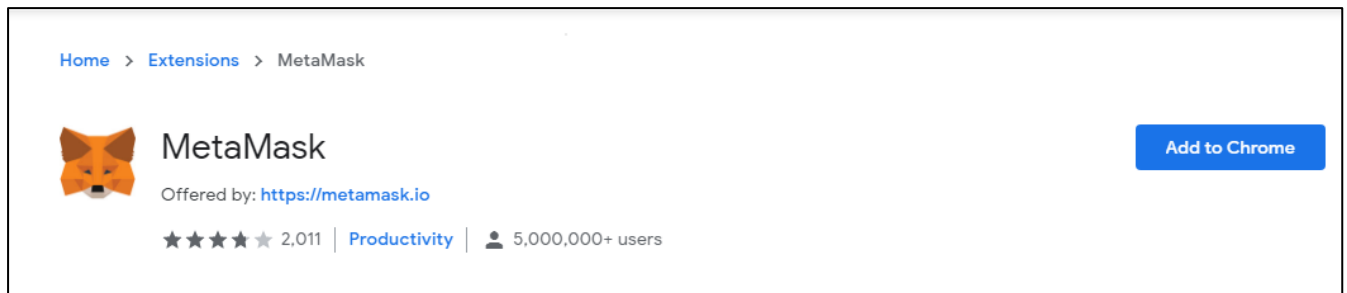 Home > Extensions > MetaMask
MetaMask
Add to Chrome
Offered by: https://metamask.io
2,011 | Productivity | 5,000,000+ users